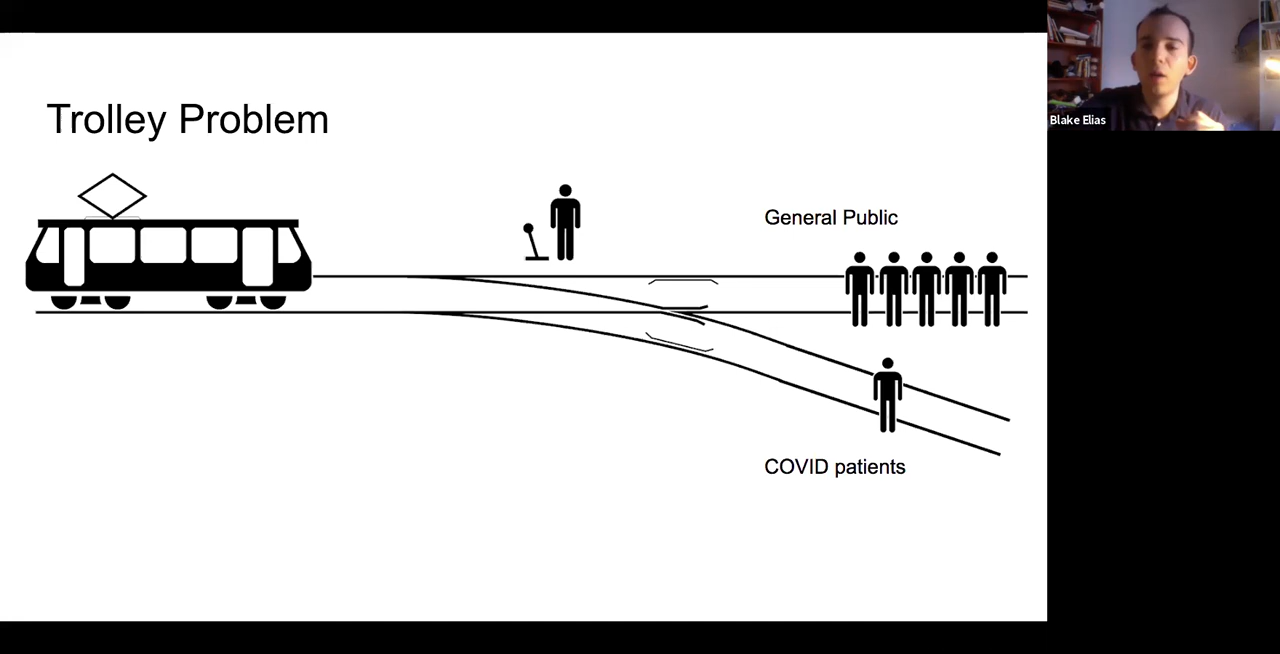 Trolley Problem
General Public
COVID patients
Blake Elias